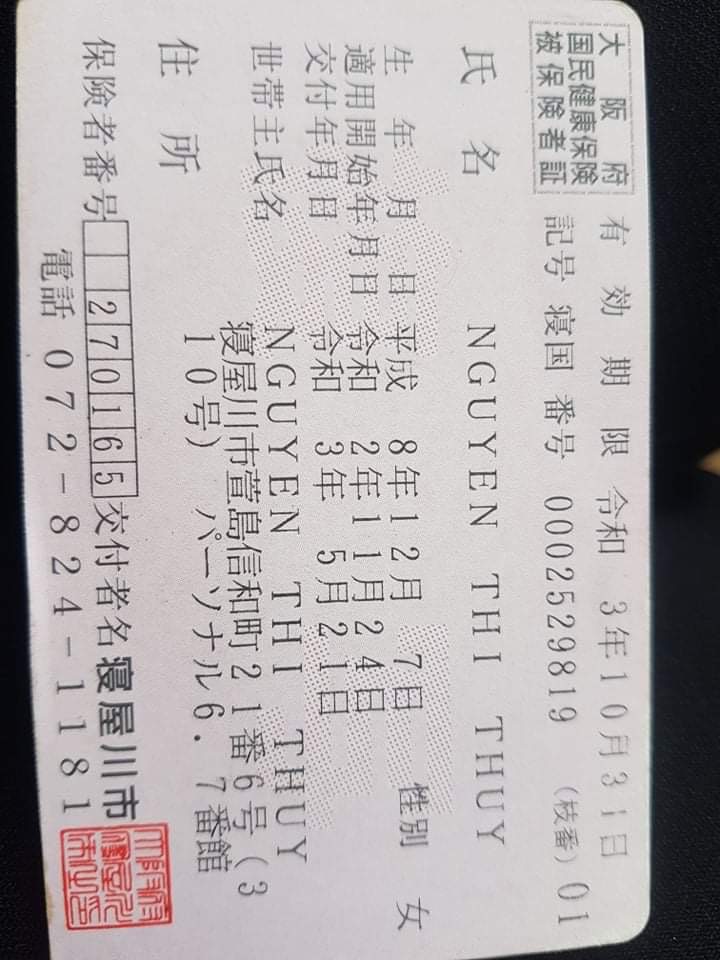 大阪府
国民健康保険
被保険者証
有効期限 令和 3年10月31日
記号 寝国 番号 0002529819 (枝番) 01
氏名 NGUYEN THI THUY
生年月日 平成 8年12月 7日 性別 女
適用開始年月日 令和 2年11月24日
交付年月日 令和 3年 5月21日
世帯主氏名 NGUYEN THI THUY
住所 寝屋川市萱島信和町21番6号(3
10号) パーソナル6.7番館
保険者番号 270165 交付者名 寝屋川市
電話 072-824-1181